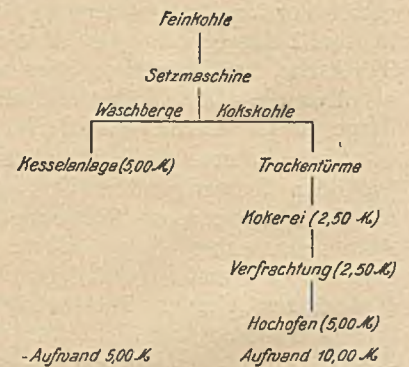 Feinkohle
Setzmaschine
Waschberge Kokskohle
Kesselanlage (5,00 ℳ) Trockentürme
Kokerei (2,50 ℳ)
Verfrachtung (2,50 ℳ)
Hochofen (5,00 ℳ)
- Aufwand 5,00 ℳ Aufwand 10,00 ℳ